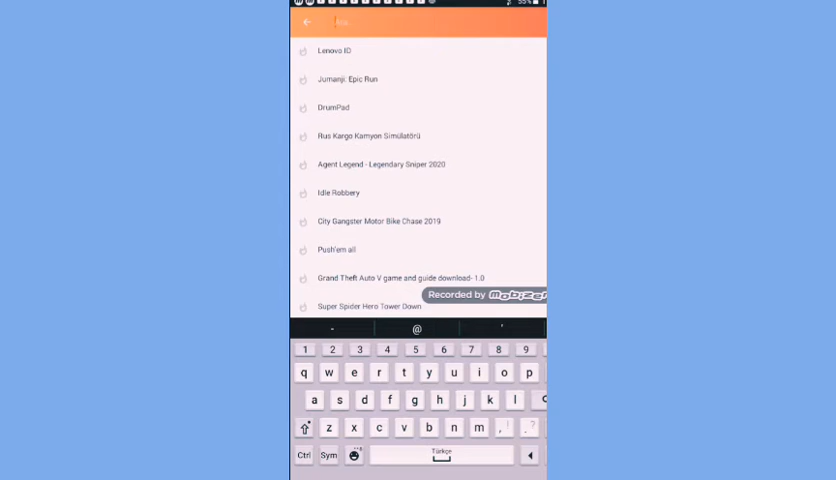 55%
Lenovo ID
Jumanji: Epic Run
DrumPad
Rus Kargo Kamyon Simülatörü
Agent Legend - Legendary Sniper 2020
Idle Robbery
City Gangster Motor Bike Chase 2019
Push'em all
Grand Theft Auto V game and guide download- 1.0
Recorded by mobizen
Super Spider Hero Tower Down
- @ '
1 2 3 4 5 6 7 8 9
q w e r t y u i o p
a s d f g h j k l
z x c v b n m , ! . ?
Ctrl Sym Türkçe